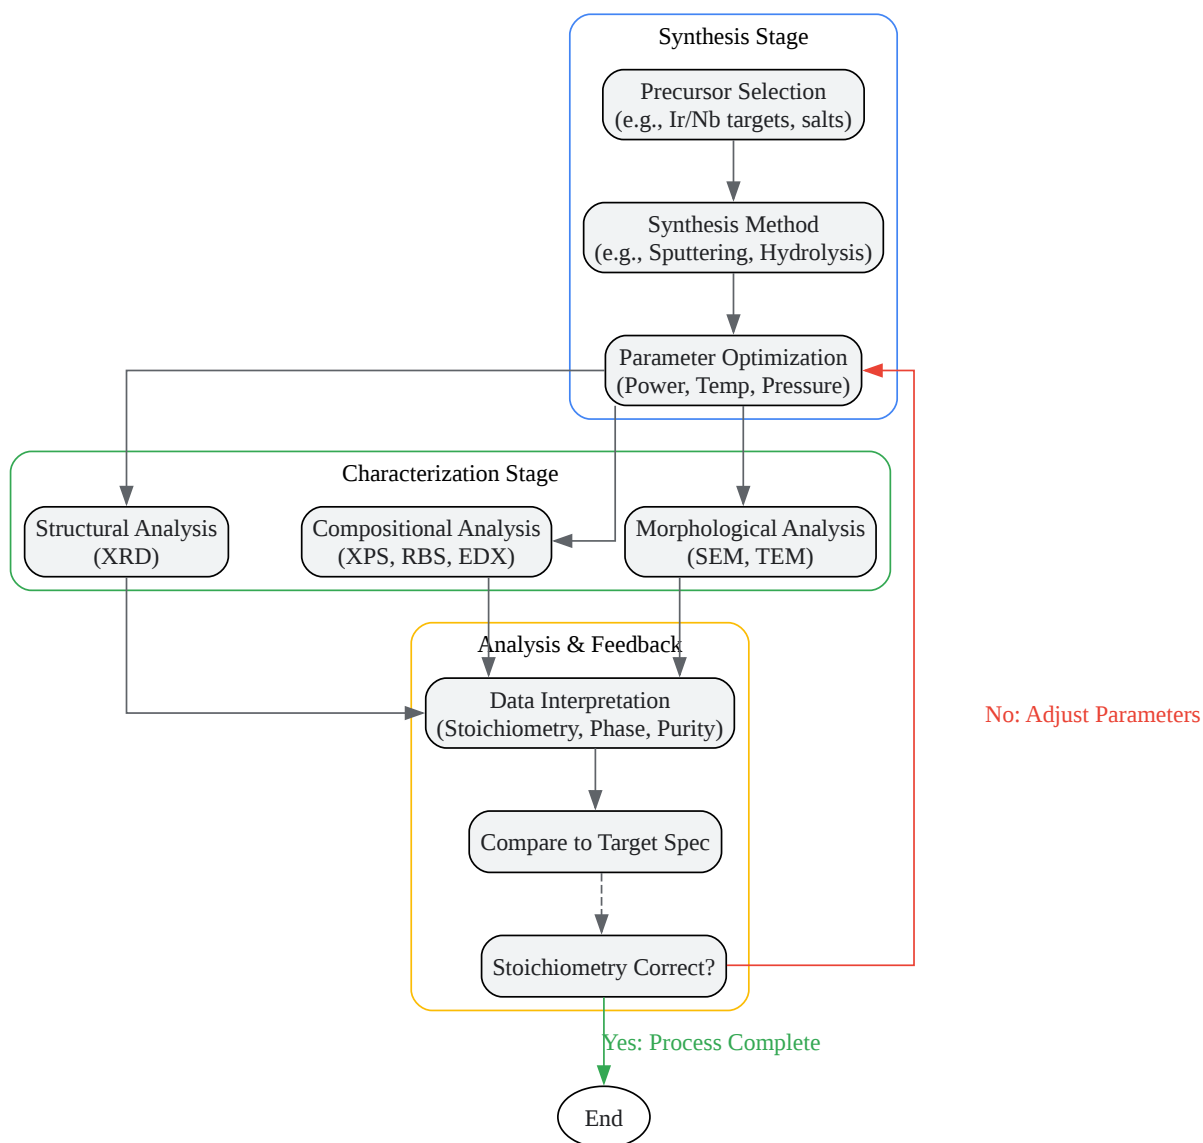 Synthesis Stage
Precursor Selection
(e.g., Ir/Nb targets, salts)
Synthesis Method
(e.g., Sputtering, Hydrolysis)
Parameter Optimization
(Power, Temp, Pressure)
Characterization Stage
Structural Analysis
(XRD)
Compositional Analysis
(XPS, RBS, EDX)
Morphological Analysis
(SEM, TEM)
Analysis & Feedback
Data Interpretation
(Stoichiometry, Phase, Purity)
No: Adjust Parameters
Compare to Target Spec
Stoichiometry Correct?
Yes: Process Complete
End